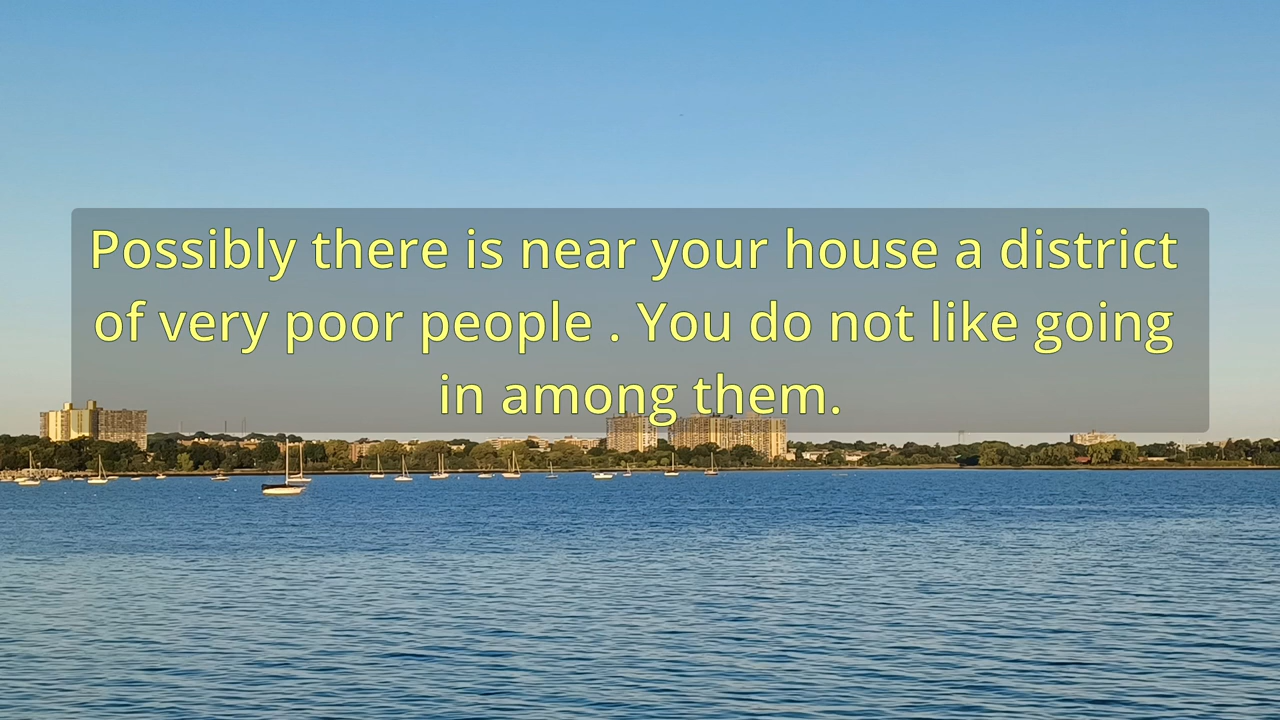 Possibly there is near your house a district
of very poor people . You do not like going
in among them.